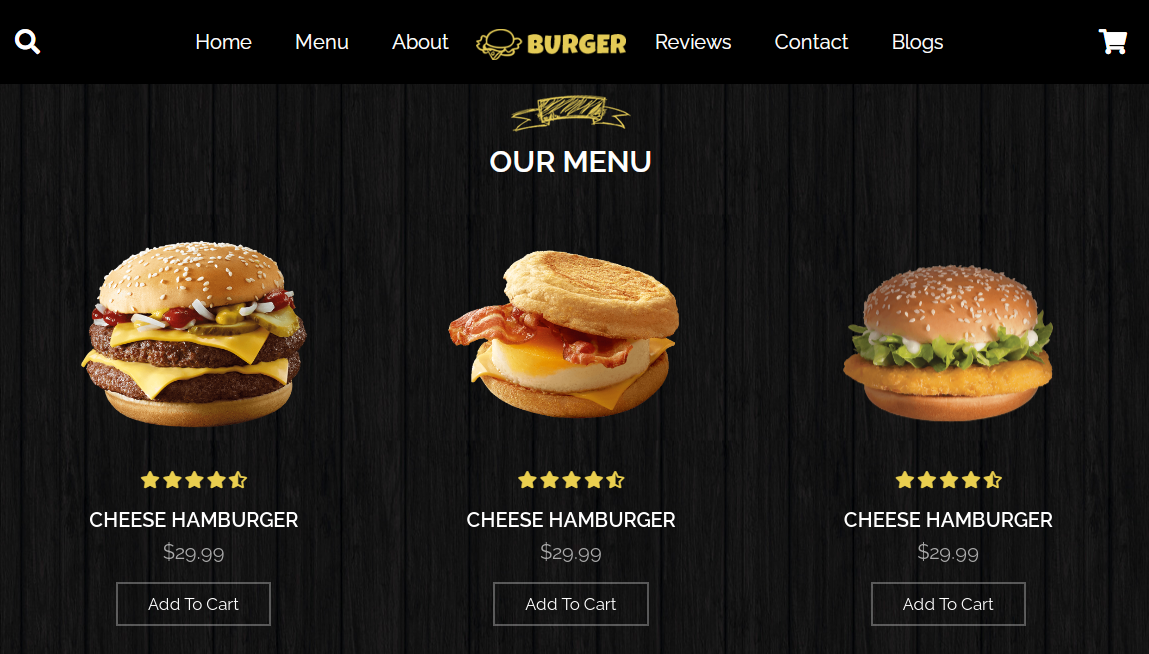 Home Menu About BURGER Reviews Contact Blogs
OUR MENU
CHEESE HAMBURGER CHEESE HAMBURGER CHEESE HAMBURGER
$29.99 $29.99 $29.99
Add To Cart Add To Cart Add To Cart